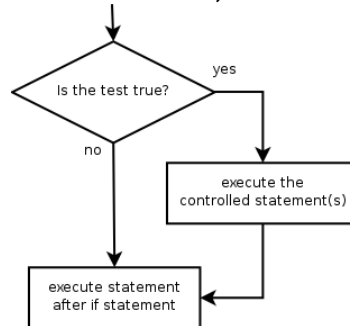 Is the test true?
yes
no
execute the
controlled statement(s)
execute statement
after if statement